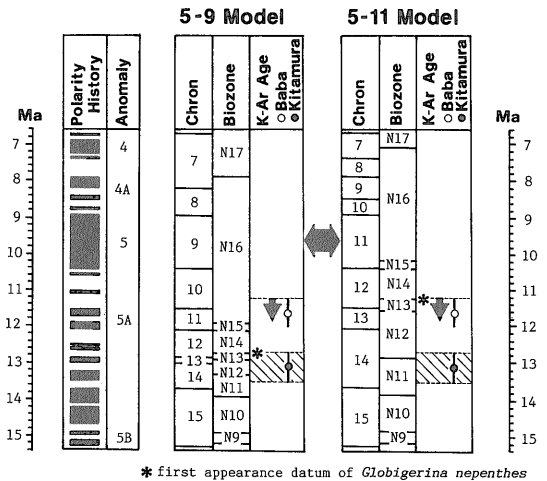 5-9 Model
5-11 Model
Ma
Polarity History
Anomaly
Chron
Biozone
K-Ar Age
Baba
Kitamura
Chron
Biozone
K-Ar Age
Baba
Kitamura
Ma
7
8
9
10
11
12
13
14
15
4
4A
5
5A
5B
7
8
9
10
11
12
13
14
15
N17
N16
N15
N14
N13
N12
N11
N10
N9
*
7
8
9
10
11
12
13
14
15
N17
N16
N15
N14
N13
N12
N11
N10
N9
*
7
8
9
10
11
12
13
14
15
* first appearance datum of Globigerina nepenthes